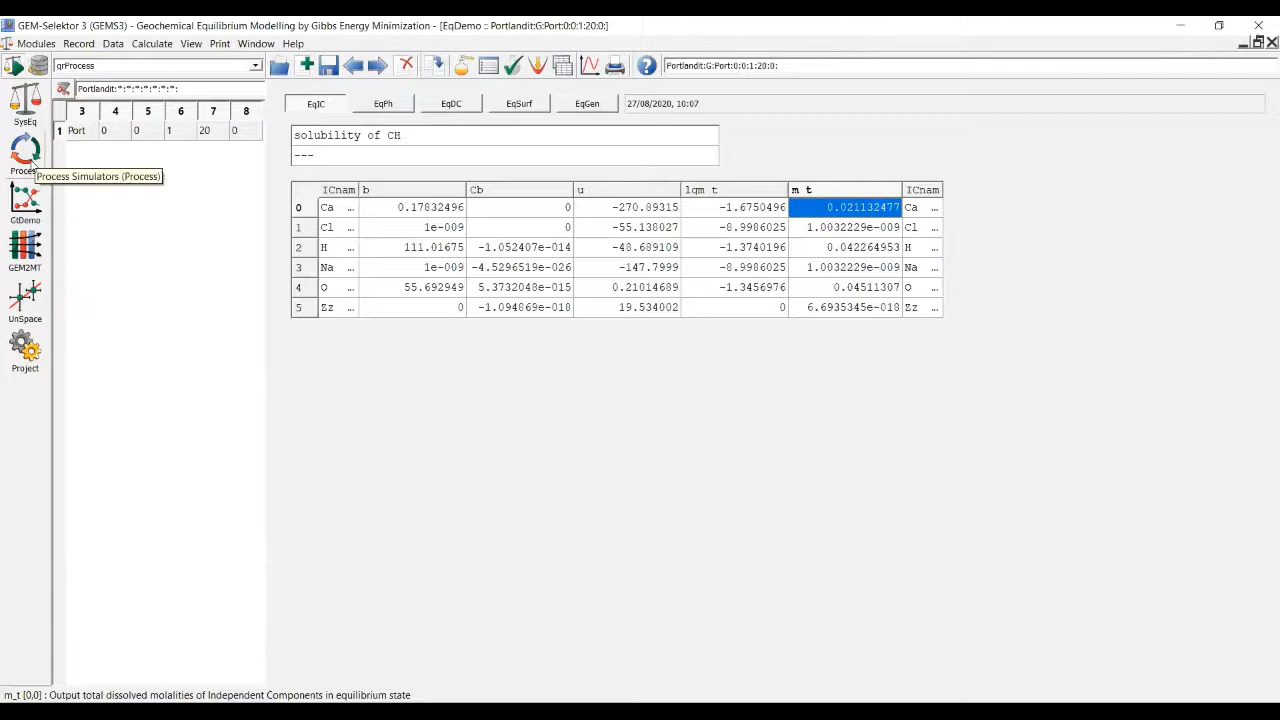 GEM-Selektor 3 (GEMS3) - Geochemical Equilibrium Modelling by Gibbs Energy Minimization - [EqDemo :: Portlandit:G:Port:0:0:1:20:0:]
Modules Record Data Calculate View Print Window Help
qrProcess
Portlandit:G:Port:0:0:1:20:0:
SysEq
Process
GtDemo
GEM2MT
UnSpace
Project
Process Simulators (Process)
Portlandit:*:*:*:*:*:*:*:
3 4 5 6 7 8
1 Port 0 0 1 20 0
EqIC EqPh EqDC EqSurf EqGen 27/08/2020, 10:07
solubility of CH
---
ICnam b Cb u lgm_t m_t ICnam
0 Ca ... 0.17832496 0 -270.89315 -1.6750496 0.021132477 Ca ...
1 Cl ... 1e-009 0 -55.138027 -8.9986025 1.0032229e-009 Cl ...
2 H ... 111.01675 -1.052407e-014 -48.689109 -1.3740196 0.042264953 H ...
3 Na ... 1e-009 -4.5296519e-026 -147.7999 -8.9986025 1.0032229e-009 Na ...
4 O ... 55.692949 5.3732048e-015 0.21014689 -1.3456976 0.04511307 O ...
5 Zz ... 0 -1.094869e-018 19.534002 0 6.6935345e-018 Zz ...
m_t [0,0] : Output total dissolved molalities of Independent Components in equilibrium state